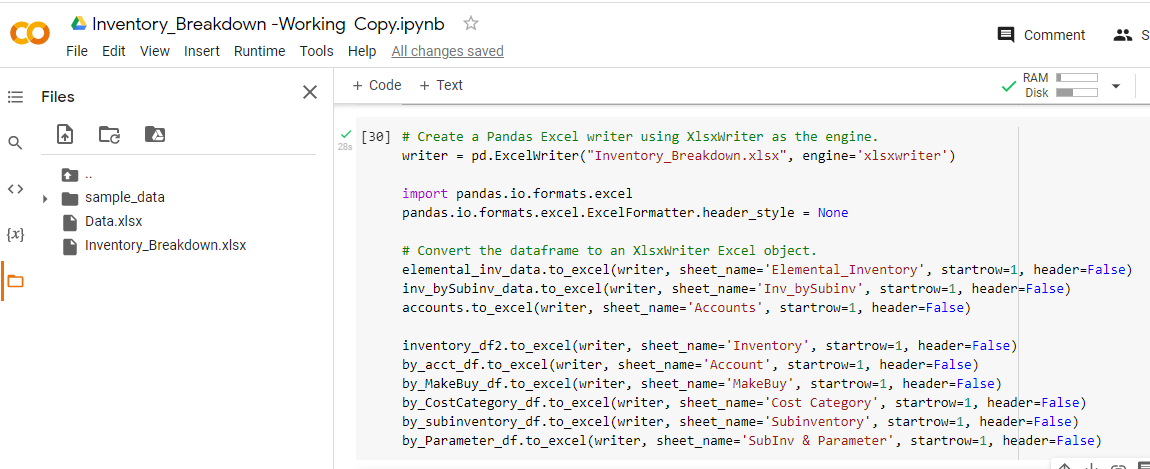 Inventory_Breakdown -Working Copy.ipynb
File Edit View Insert Runtime Tools Help All changes saved
Comment S
Files
+ Code + Text
RAM
Disk
..
sample_data
Data.xlsx
Inventory_Breakdown.xlsx
{x}
28s
[30] # Create a Pandas Excel writer using XlsxWriter as the engine.
writer = pd.ExcelWriter("Inventory_Breakdown.xlsx", engine='xlsxwriter')
import pandas.io.formats.excel
pandas.io.formats.excel.ExcelFormatter.header_style = None
# Convert the dataframe to an XlsxWriter Excel object.
elemental_inv_data.to_excel(writer, sheet_name='Elemental_Inventory', startrow=1, header=False)
inv_bySubinv_data.to_excel(writer, sheet_name='Inv_bySubinv', startrow=1, header=False)
accounts.to_excel(writer, sheet_name='Accounts', startrow=1, header=False)
inventory_df2.to_excel(writer, sheet_name='Inventory', startrow=1, header=False)
by_acct_df.to_excel(writer, sheet_name='Account', startrow=1, header=False)
by_MakeBuy_df.to_excel(writer, sheet_name='MakeBuy', startrow=1, header=False)
by_CostCategory_df.to_excel(writer, sheet_name='Cost Category', startrow=1, header=False)
by_subinventory_df.to_excel(writer, sheet_name='Subinventory', startrow=1, header=False)
by_Parameter_df.to_excel(writer, sheet_name='SubInv & Parameter', startrow=1, header=False)